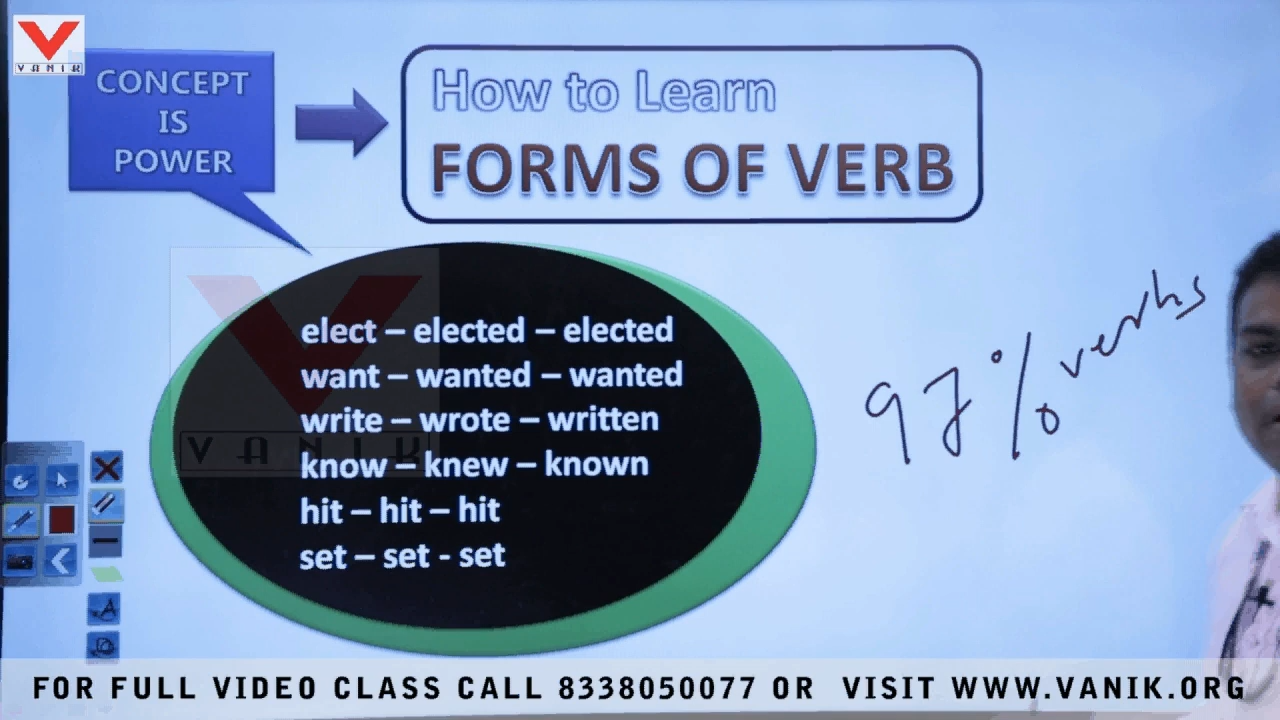 VANIK
CONCEPT
IS
POWER
How to Learn
FORMS OF VERB
elect – elected – elected
want – wanted – wanted
write – wrote – written
know – knew – known
hit – hit – hit
set – set - set
VANIK
97% verbs
FOR FULL VIDEO CLASS CALL 8338050077 OR VISIT WWW.VANIK.ORG